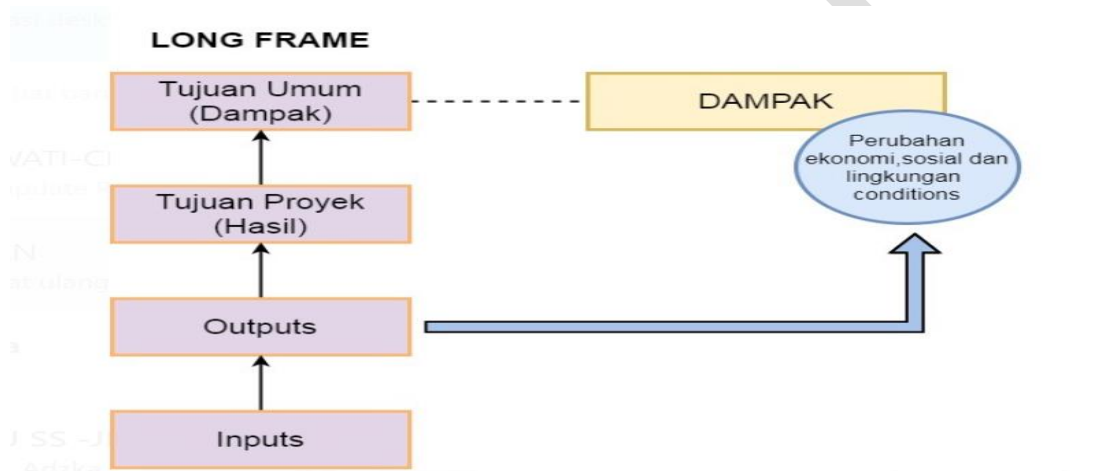 LONG FRAME
Tujuan Umum
(Dampak)
DAMPAK
Perubahan
ekonomi,sosial dan
lingkungan
conditions
Tujuan Proyek
(Hasil)
Outputs
Inputs